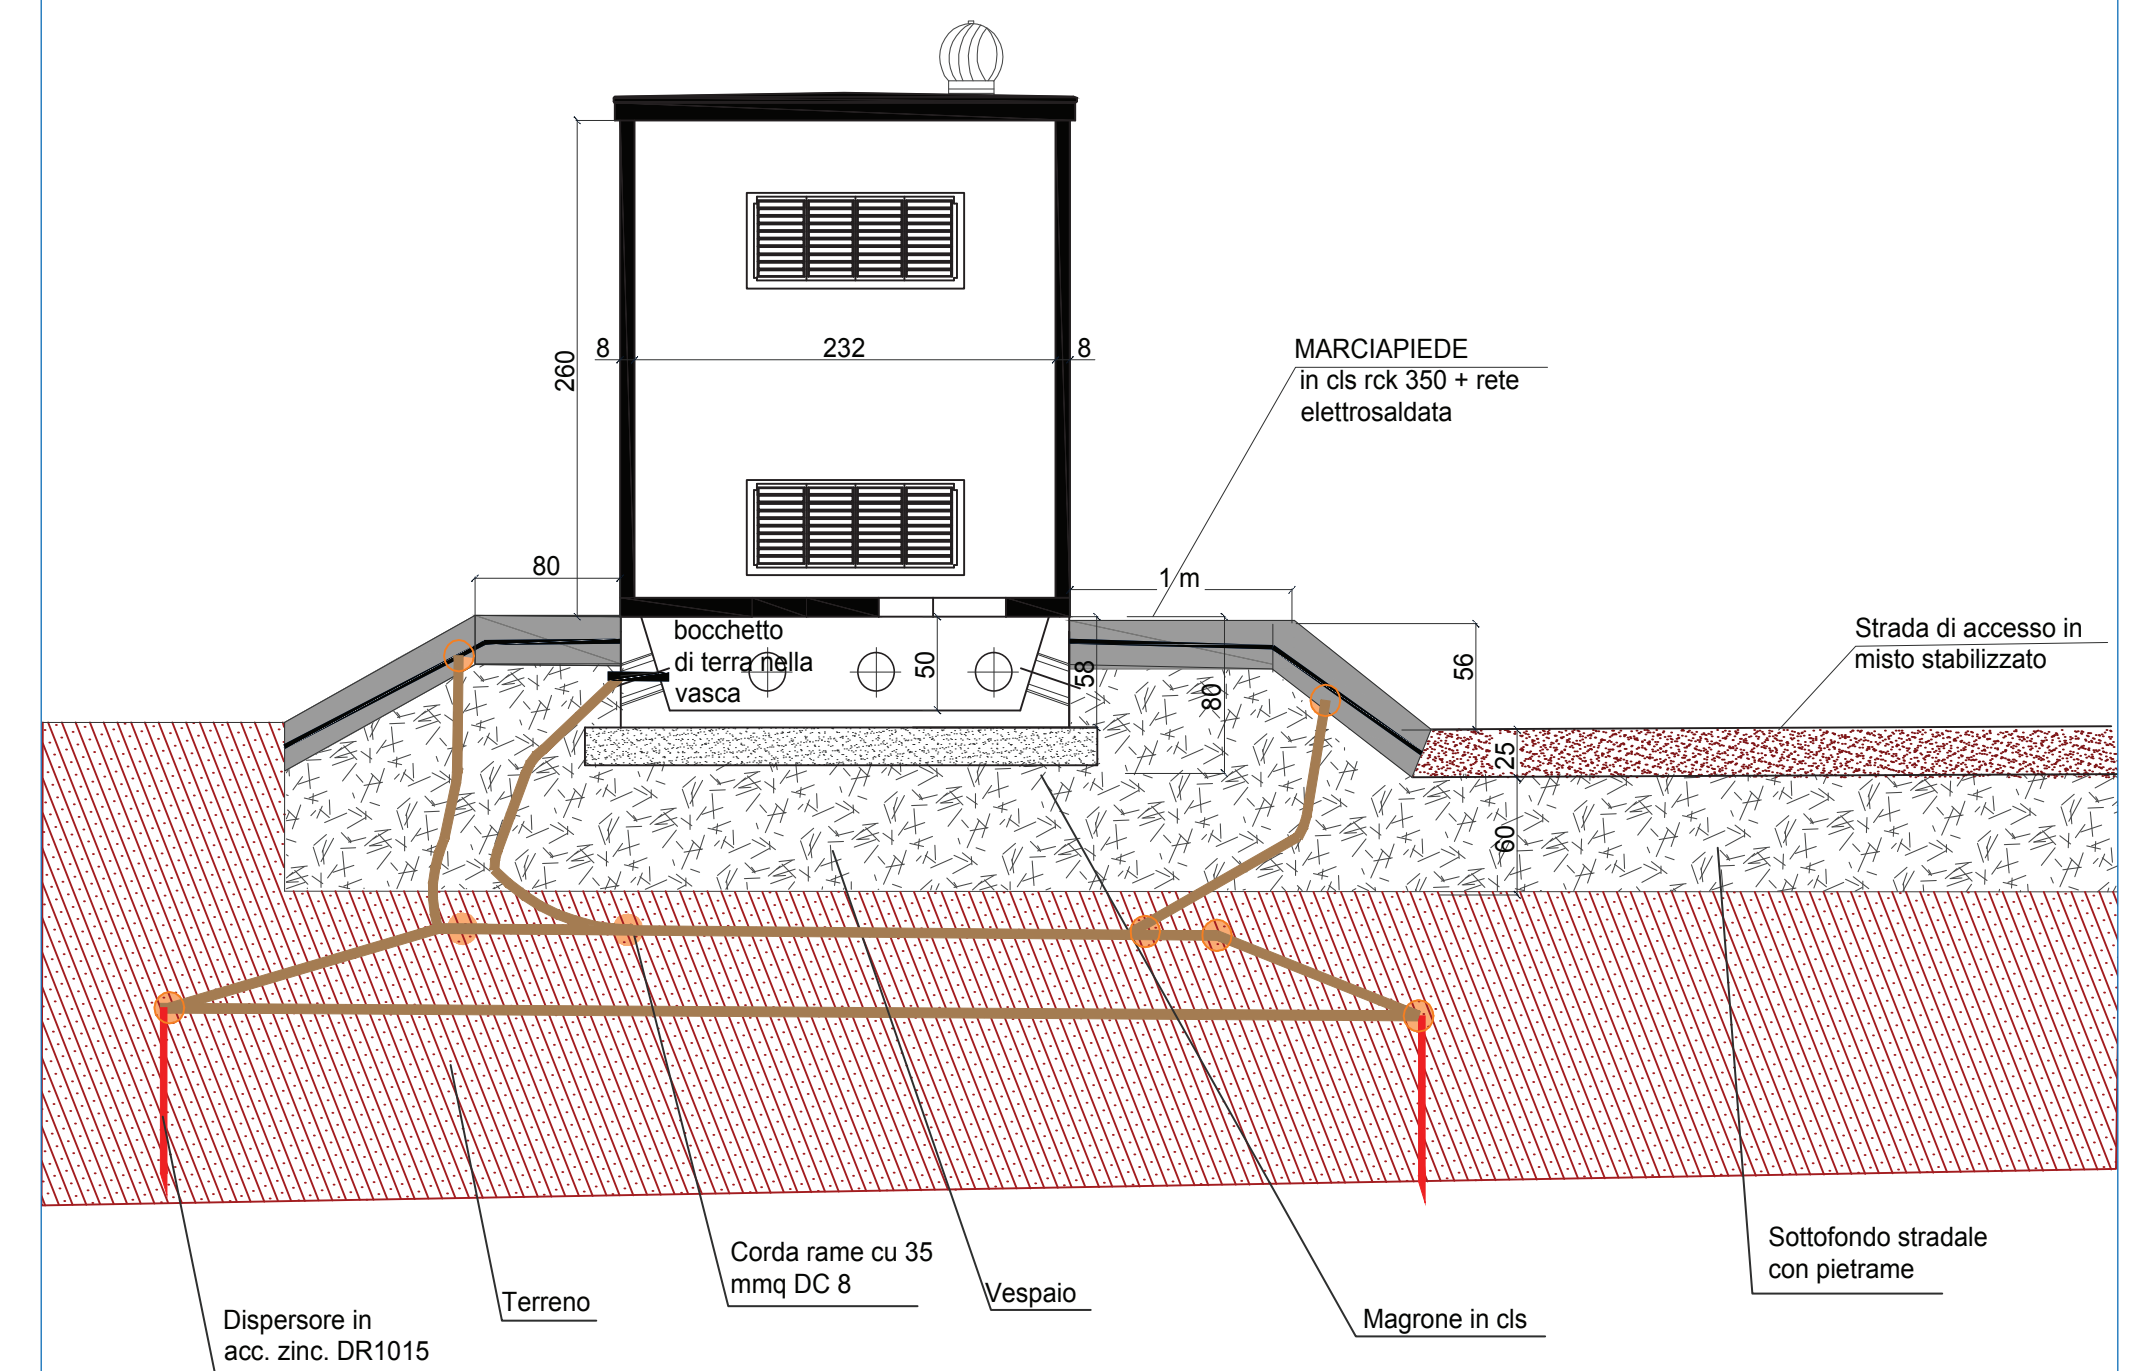 260
8
232
8
MARCIAPIEDE
in cls rck 350 + rete
elettrosaldata
80
1 m
bocchetto
di terra nella
vasca
50
58
80
56
Strada di accesso in
misto stabilizzato
25
60
Dispersore in
acc. zinc. DR1015
Terreno
Corda rame cu 35
mmq DC 8
Vespaio
Magrone in cls
Sottofondo stradale
con pietrame